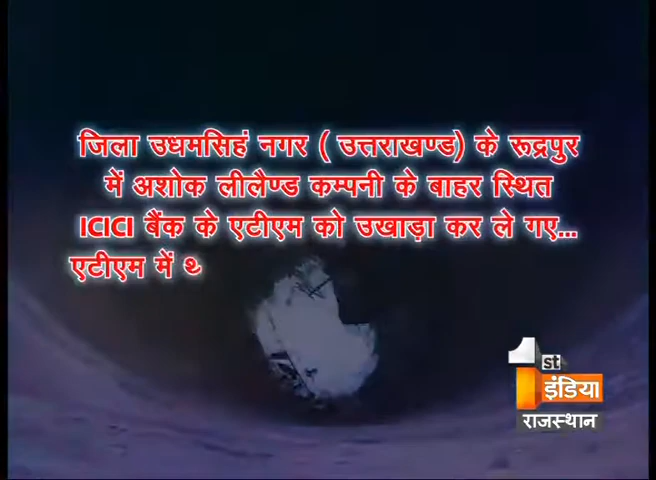 जिला उधमसिहं नगर ( उत्तराखण्ड) के रूद्रपुर
में अशोक लीलैण्ड कम्पनी के बाहर स्थित
ICICI बैंक के एटीएम को उखाड़ा कर ले गए...
एटीएम में
1st
इंडिया
राजस्थान